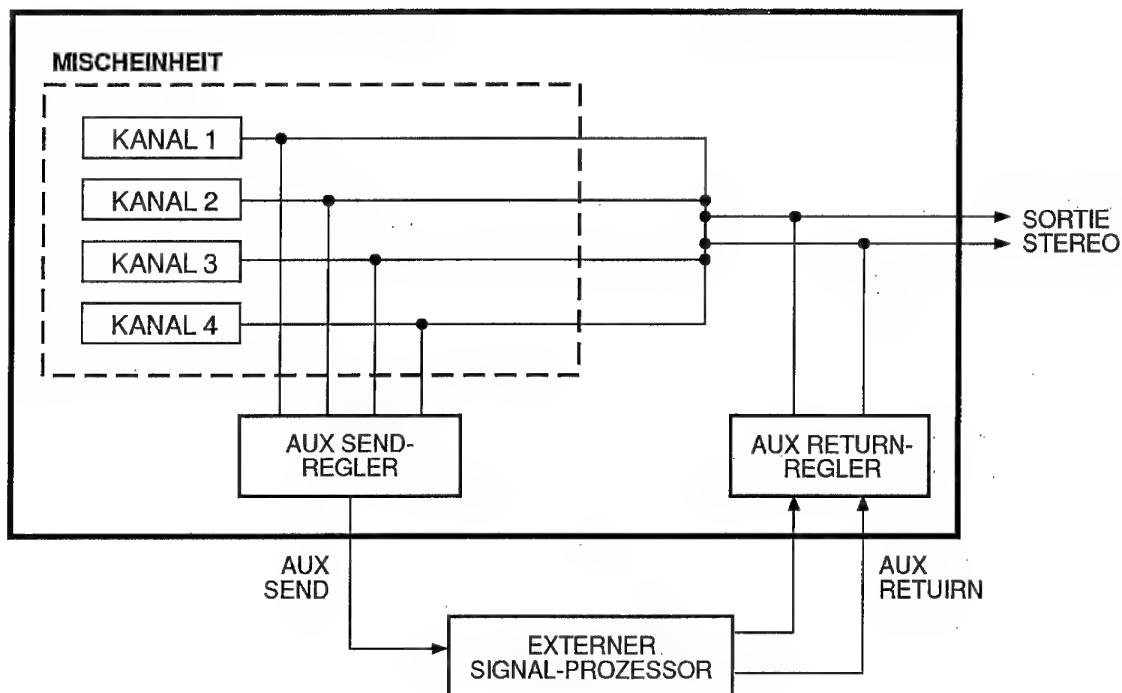 MISCHEINHEIT
KANAL 1
KANAL 2
KANAL 3
KANAL 4
SORTIE
STEREO
AUX SEND-
REGLER
AUX RETURN-
REGLER
AUX
SEND
AUX
RETUIRN
EXTERNER
SIGNAL-PROZESSOR